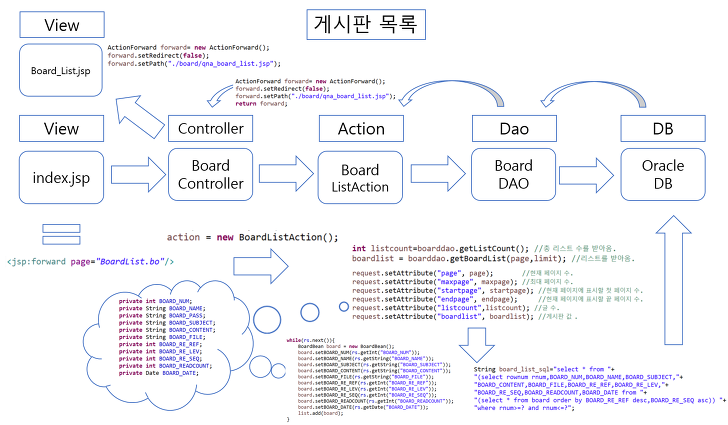 View
게시판 목록
Board_List.jsp
ActionForward forward= new ActionForward();
forward.setRedirect(false);
forward.setPath("./board/qna_board_list.jsp");
ActionForward forward= new ActionForward();
forward.setRedirect(false);
forward.setPath("./board/qna_board_list.jsp");
return forward;
View
Controller
Action
Dao
DB
index.jsp
Board
Controller
Board
ListAction
Board
DAO
Oracle
DB
action = new BoardListAction();
<jsp:forward page="BoardList.bo"/>
int listcount=boarddao.getListCount(); //총 리스트 수를 받아옴.
boardlist = boarddao.getBoardList(page,limit); //리스트를 받아옴.
request.setAttribute("page", page); //현재 페이지 수.
request.setAttribute("maxpage", maxpage); //최대 페이지 수.
request.setAttribute("startpage", startpage); //현재 페이지에 표시할 첫 페이지 수.
request.setAttribute("endpage", endpage); //현재 페이지에 표시할 끝 페이지 수.
request.setAttribute("listcount",listcount); //글 수.
request.setAttribute("boardlist", boardlist); //게시판 값.
private int BOARD_NUM;
private String BOARD_NAME;
private String BOARD_PASS;
private String BOARD_SUBJECT;
private String BOARD_CONTENT;
private String BOARD_FILE;
private int BOARD_RE_REF;
private int BOARD_RE_LEV;
private int BOARD_RE_SEQ;
private int BOARD_READCOUNT;
private Date BOARD_DATE;
while(rs.next()){
BoardBean board = new BoardBean();
board.setBOARD_NUM(rs.getInt("BOARD_NUM"));
board.setBOARD_NAME(rs.getString("BOARD_NAME"));
board.setBOARD_SUBJECT(rs.getString("BOARD_SUBJECT"));
board.setBOARD_CONTENT(rs.getString("BOARD_CONTENT"));
board.setBOARD_FILE(rs.getString("BOARD_FILE"));
board.setBOARD_RE_REF(rs.getInt("BOARD_RE_REF"));
board.setBOARD_RE_LEV(rs.getInt("BOARD_RE_LEV"));
board.setBOARD_RE_SEQ(rs.getInt("BOARD_RE_SEQ"));
board.setBOARD_READCOUNT(rs.getInt("BOARD_READCOUNT"));
board.setBOARD_DATE(rs.getDate("BOARD_DATE"));
list.add(board);
}
String board_list_sql="select * from "+
"(select rownum rnum,BOARD_NUM,BOARD_NAME,BOARD_SUBJECT,"+
"BOARD_CONTENT,BOARD_FILE,BOARD_RE_REF,BOARD_RE_LEV,"+
"BOARD_RE_SEQ,BOARD_READCOUNT,BOARD_DATE from "+
"(select * from board order by BOARD_RE_REF desc,BOARD_RE_SEQ asc)) "+
"where rnum>=? and rnum<=?";